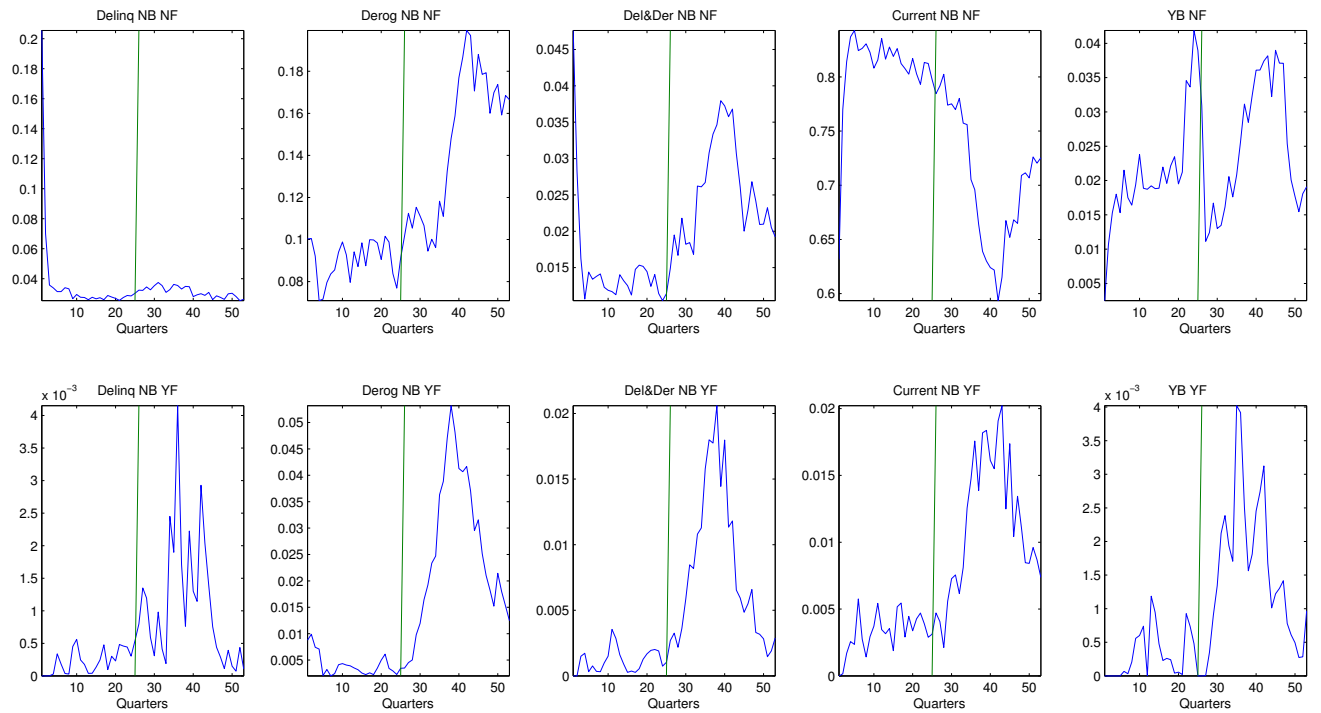 Delinq NB NF
0.2
0.18
0.16
0.14
0.12
0.1
0.08
0.06
0.04
10 20 30 40 50
Quarters
Derog NB NF
0.18
0.16
0.14
0.12
0.1
0.08
10 20 30 40 50
Quarters
Del&Der NB NF
0.045
0.04
0.035
0.03
0.025
0.02
0.015
10 20 30 40 50
Quarters
Current NB NF
0.8
0.75
0.7
0.65
0.6
10 20 30 40 50
Quarters
YB NF
0.04
0.035
0.03
0.025
0.02
0.015
0.01
0.005
10 20 30 40 50
Quarters
x 10⁻³
Delinq NB YF
4
3.5
3
2.5
2
1.5
1
0.5
0
10 20 30 40 50
Quarters
Derog NB YF
0.05
0.045
0.04
0.035
0.03
0.025
0.02
0.015
0.01
0.005
10 20 30 40 50
Quarters
Del&Der NB YF
0.02
0.015
0.01
0.005
0
10 20 30 40 50
Quarters
Current NB YF
0.02
0.015
0.01
0.005
0
10 20 30 40 50
Quarters
x 10⁻³
YB YF
4
3.5
3
2.5
2
1.5
1
0.5
0
10 20 30 40 50
Quarters